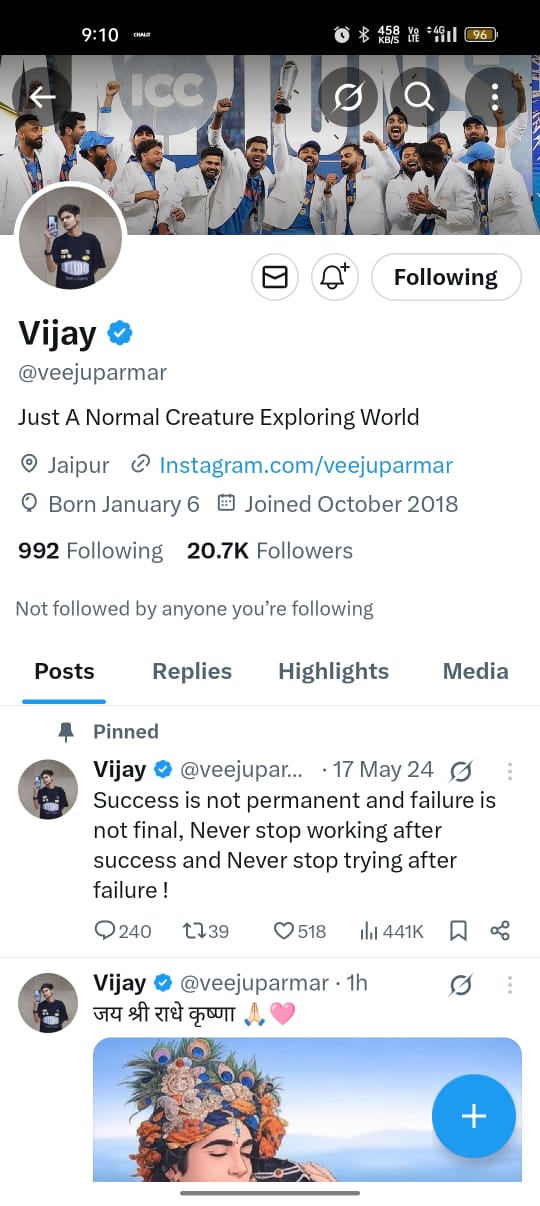 9:10
CHALO
458
KB/S
Vo
LTE
4G
96
ICC
Following
Vijay
@veejuparmar
Just A Normal Creature Exploring World
Jaipur Instagram.com/veejuparmar
Born January 6 Joined October 2018
992 Following 20.7K Followers
Not followed by anyone you’re following
Posts Replies Highlights Media
Pinned
Vijay @veejupar... · 17 May 24
Success is not permanent and failure is
not final, Never stop working after
success and Never stop trying after
failure !
240 39 518 441K
Vijay @veejuparmar · 1h
जय श्री राधे कृष्णा 🙏🏻🩷